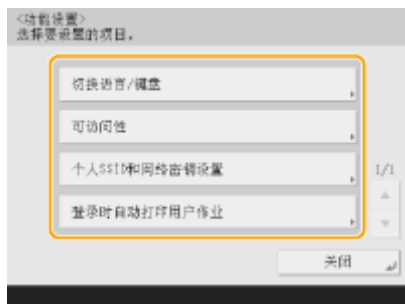 <功能设置>
选择要设置的项目。
切换语言/键盘
可访问性
个人SSID和网络密钥设置
登录时自动打印用户作业
1/1
关闭